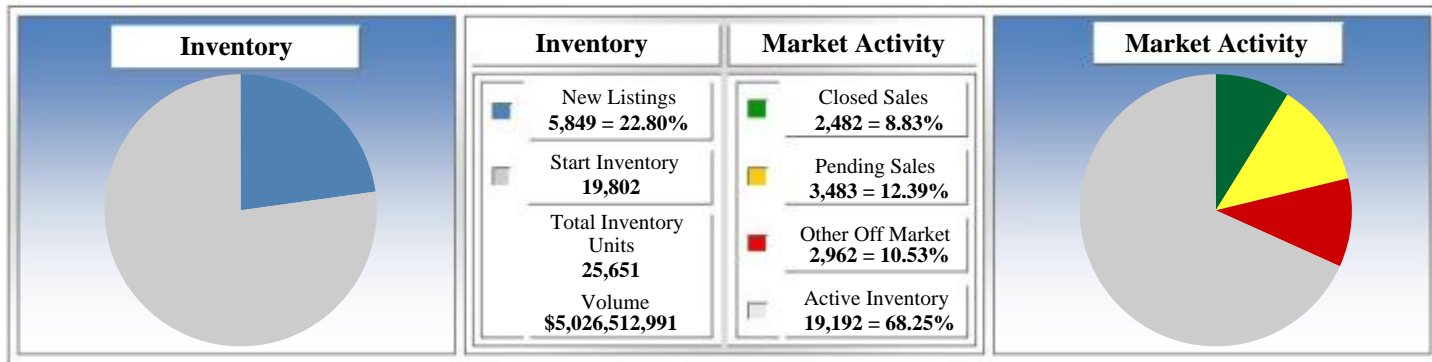 Inventory
Inventory
Market Activity
Market Activity
New Listings
5,849 = 22.80%
Start Inventory
19,802
Total Inventory
Units
25,651
Volume
$5,026,512,991
Closed Sales
2,482 = 8.83%
Pending Sales
3,483 = 12.39%
Other Off Market
2,962 = 10.53%
Active Inventory
19,192 = 68.25%